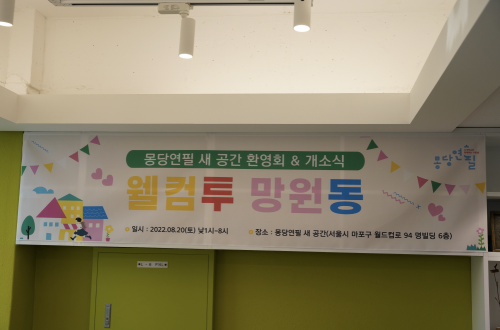 몽당연필 새 공간 환영회 & 개소식
몽당연필
웰컴투 망원동
일시 : 2022.08.20(토) 낮1시~8시
장소 : 몽당연필 새 공간(서울시 마포구 월드컵로 94 영빌딩 6층)